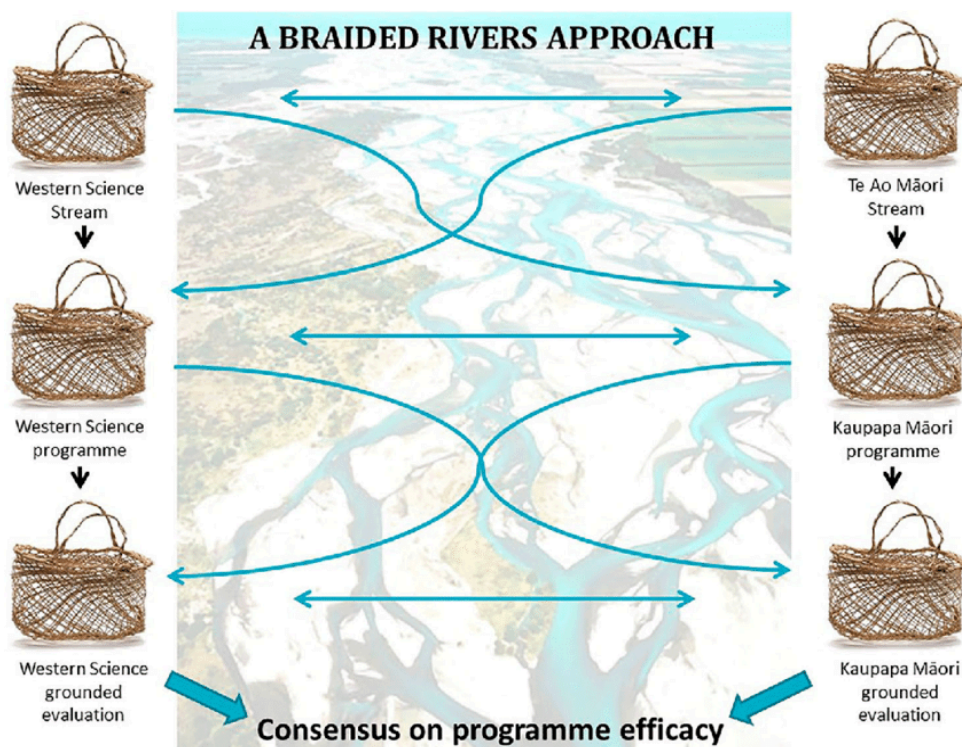 A BRAIDED RIVERS APPROACH
Western Science
Stream
Te Ao Māori
Stream
Western Science
programme
Kaupapa Māori
programme
Western Science
grounded
evaluation
Kaupapa Māori
grounded
evaluation
Consensus on programme efficacy